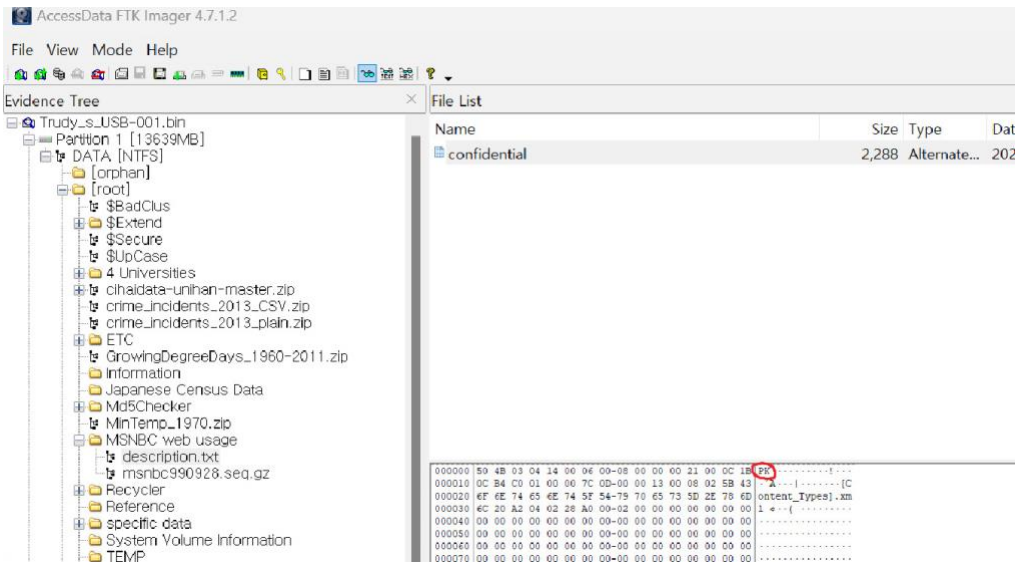 AccessData FTK Imager 4.7.1.2
File View Mode Help
Evidence Tree
Trudy_s_USB-001.bin
Partition 1 [13639MB]
DATA [NTFS]
[orphan]
[root]
$BadClus
$Extend
$Secure
$UpCase
4 Universities
cihaidata-unihan-master.zip
crime_incidents_2013_CSV.zip
crime_incidents_2013_plain.zip
ETC
GrowingDegreeDays_1960-2011.zip
Information
Japanese Census Data
Md5Checker
MinTemp_1970.zip
MSNBC web usage
description.txt
msnbc990928.seq.gz
Recycler
Reference
specific data
System Volume Information
TEMP
File List
Name Size Type Dat
confidential 2,288 Alternate... 202
000000 50 4B 03 04 14 00 06 00-08 00 00 00 21 00 0C 1B PK··········!···
000010 0C B4 C0 01 00 00 7C 0D-00 00 13 00 08 02 5B 43 ·´À···|·······[C
000020 6F 6E 74 65 6E 74 5F 54-79 70 65 73 5D 2E 78 6D ontent_Types].xm
000030 6C 20 A2 04 02 28 A0 00-02 00 00 00 00 00 00 00 l ¢··( ·········
000040 00 00 00 00 00 00 00 00-00 00 00 00 00 00 00 00 ················
000050 00 00 00 00 00 00 00 00-00 00 00 00 00 00 00 00 ················
000060 00 00 00 00 00 00 00 00-00 00 00 00 00 00 00 00 ················
000070 00 00 00 00 00 00 00 00-00 00 00 00 00 00 00 00 ················